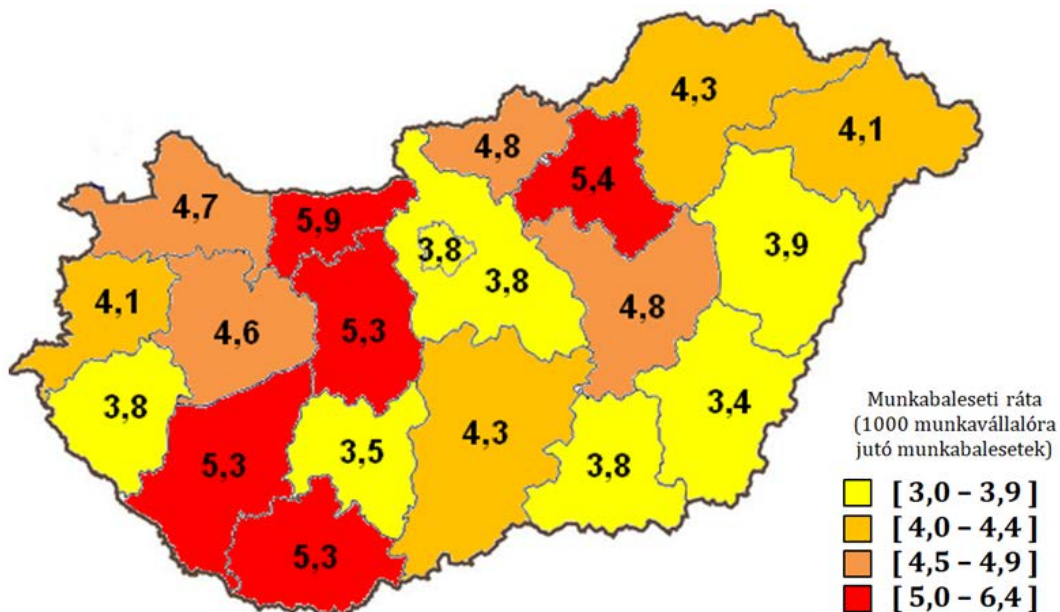 4,3
4,1
4,8
5,4
4,7
5,9
3,8
3,8
3,9
4,1
4,6
5,3
4,8
3,8
3,4
5,3
3,5
4,3
3,8
5,3
Munkabaleseti ráta
(1000 munkavállalóra
jutó munkabalesetek)
[ 3,0 – 3,9 ]
[ 4,0 – 4,4 ]
[ 4,5 – 4,9 ]
[ 5,0 – 6,4 ]